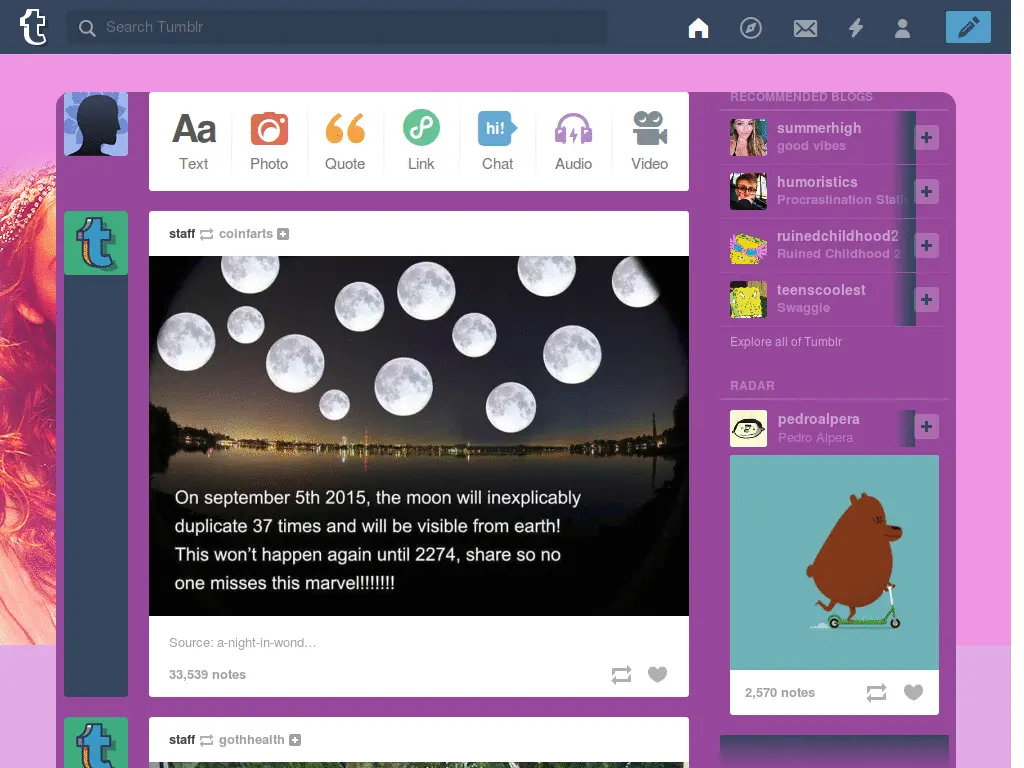 Search Tumblr
Aa
hi!
Text
Photo
Quote
Link
Chat
Audio
Video
staff coinfarts
On september 5th 2015, the moon will inexplicably
duplicate 37 times and will be visible from earth!
This won't happen again until 2274, share so no
one misses this marvel!!!!!!!
Source: a-night-in-wond…
33,539 notes
staff gothhealth
RECOMMENDED BLOGS
summerhigh
good vibes
humoristics
Procrastination Stati
ruinedchildhood2
Ruined Childhood 2
teenscoolest
Swaggie
Explore all of Tumblr
RADAR
pedroalpera
Pedro Alpera
2,570 notes